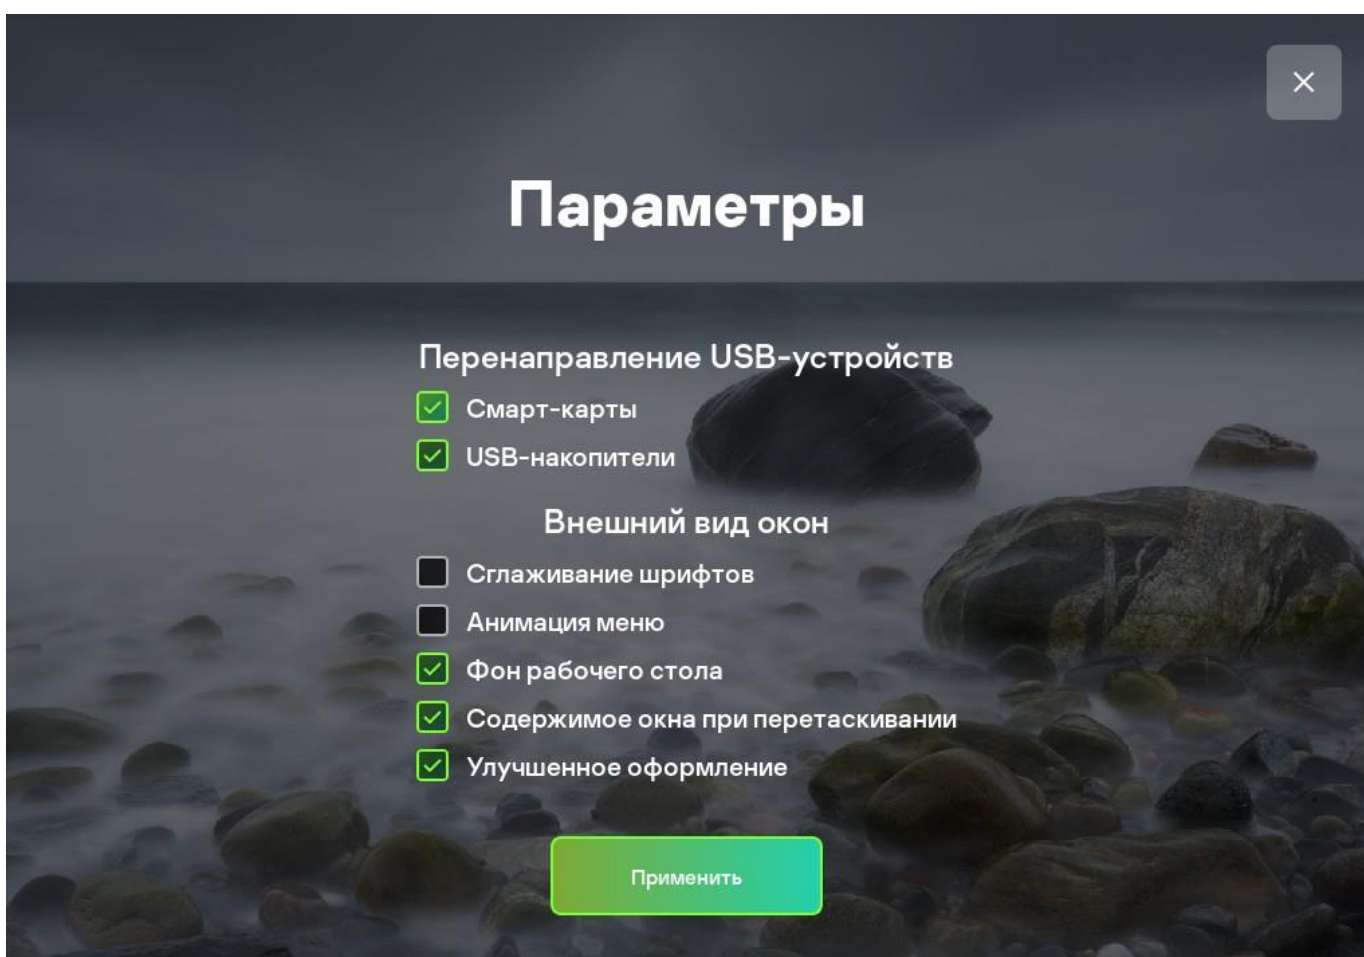 Параметры
Перенаправление USB-устройств
Смарт-карты
USB-накопители
Внешний вид окон
Сглаживание шрифтов
Анимация меню
Фон рабочего стола
Содержимое окна при перетаскивании
Улучшенное оформление
Применить